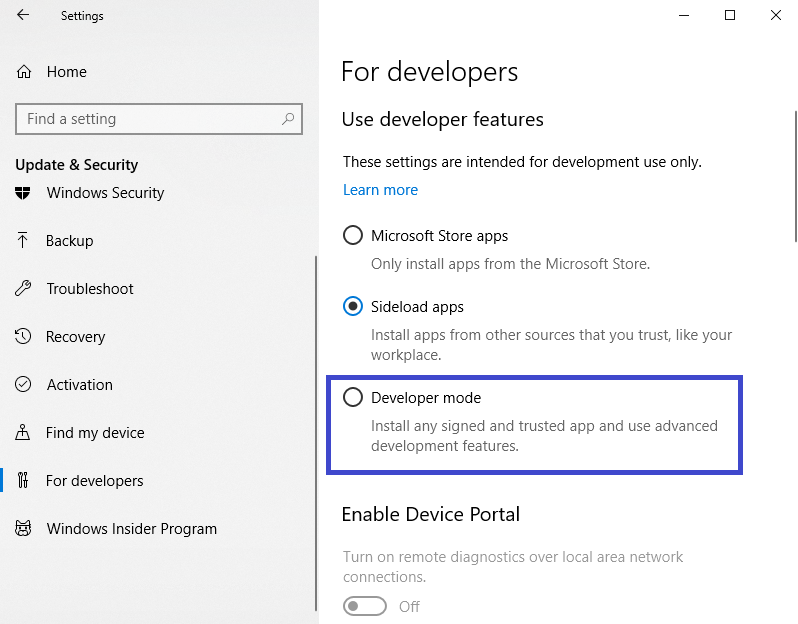 Settings
Home
Find a setting
Update & Security
Windows Security
Backup
Troubleshoot
Recovery
Activation
Find my device
For developers
Windows Insider Program
For developers
Use developer features
These settings are intended for development use only.
Learn more
Microsoft Store apps
Only install apps from the Microsoft Store.
Sideload apps
Install apps from other sources that you trust, like your
workplace.
Developer mode
Install any signed and trusted app and use advanced
development features.
Enable Device Portal
Turn on remote diagnostics over local area network
connections.
Off